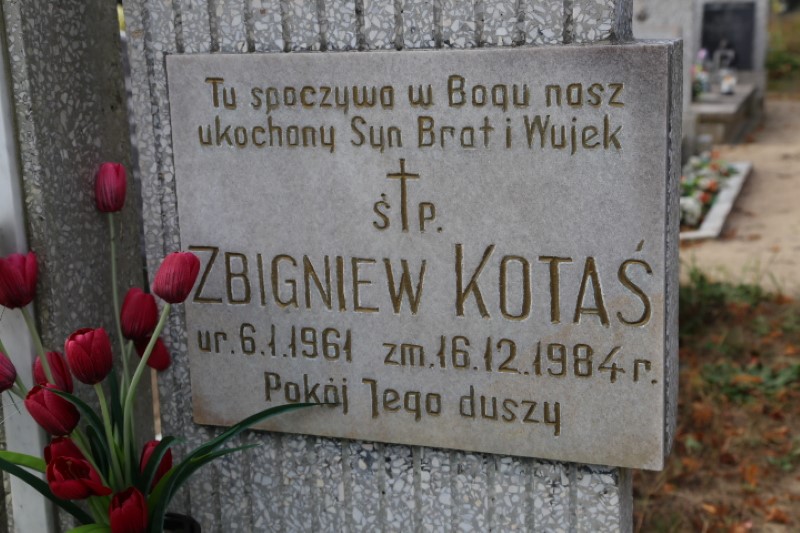 Tu spoczywa w Bogu nasz
ukochany Syn Brat i Wujek
Ś†P.
ZBIGNIEW KOTAŚ
ur. 6.1.1961 zm. 16.12.1984 r.
Pokój Jego duszy